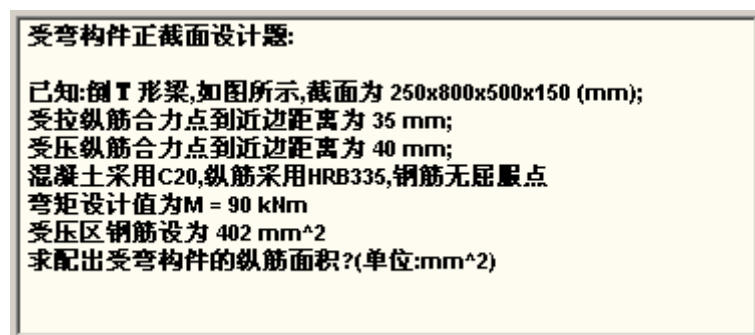 受弯构件正截面设计题:
已知:倒T形梁,如图所示,截面为 250x800x500x150 (mm);
受拉纵筋合力点到近边距离为 35 mm;
受压纵筋合力点到近边距离为 40 mm;
混凝土采用C20,纵筋采用HRB335,钢筋无屈服点
弯矩设计值为M = 90 kNm
受压区钢筋设为 402 mm^2
求配出受弯构件的纵筋面积?(单位:mm^2)